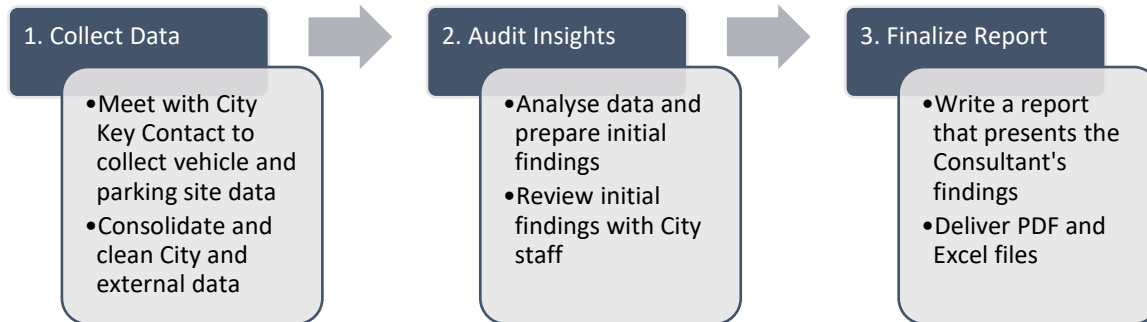 1. Collect Data
•Meet with City
Key Contact to
collect vehicle and
parking site data
•Consolidate and
clean City and
external data
2. Audit Insights
•Analyse data and
prepare initial
findings
•Review initial
findings with City
staff
3. Finalize Report
•Write a report
that presents the
Consultant's
findings
•Deliver PDF and
Excel files